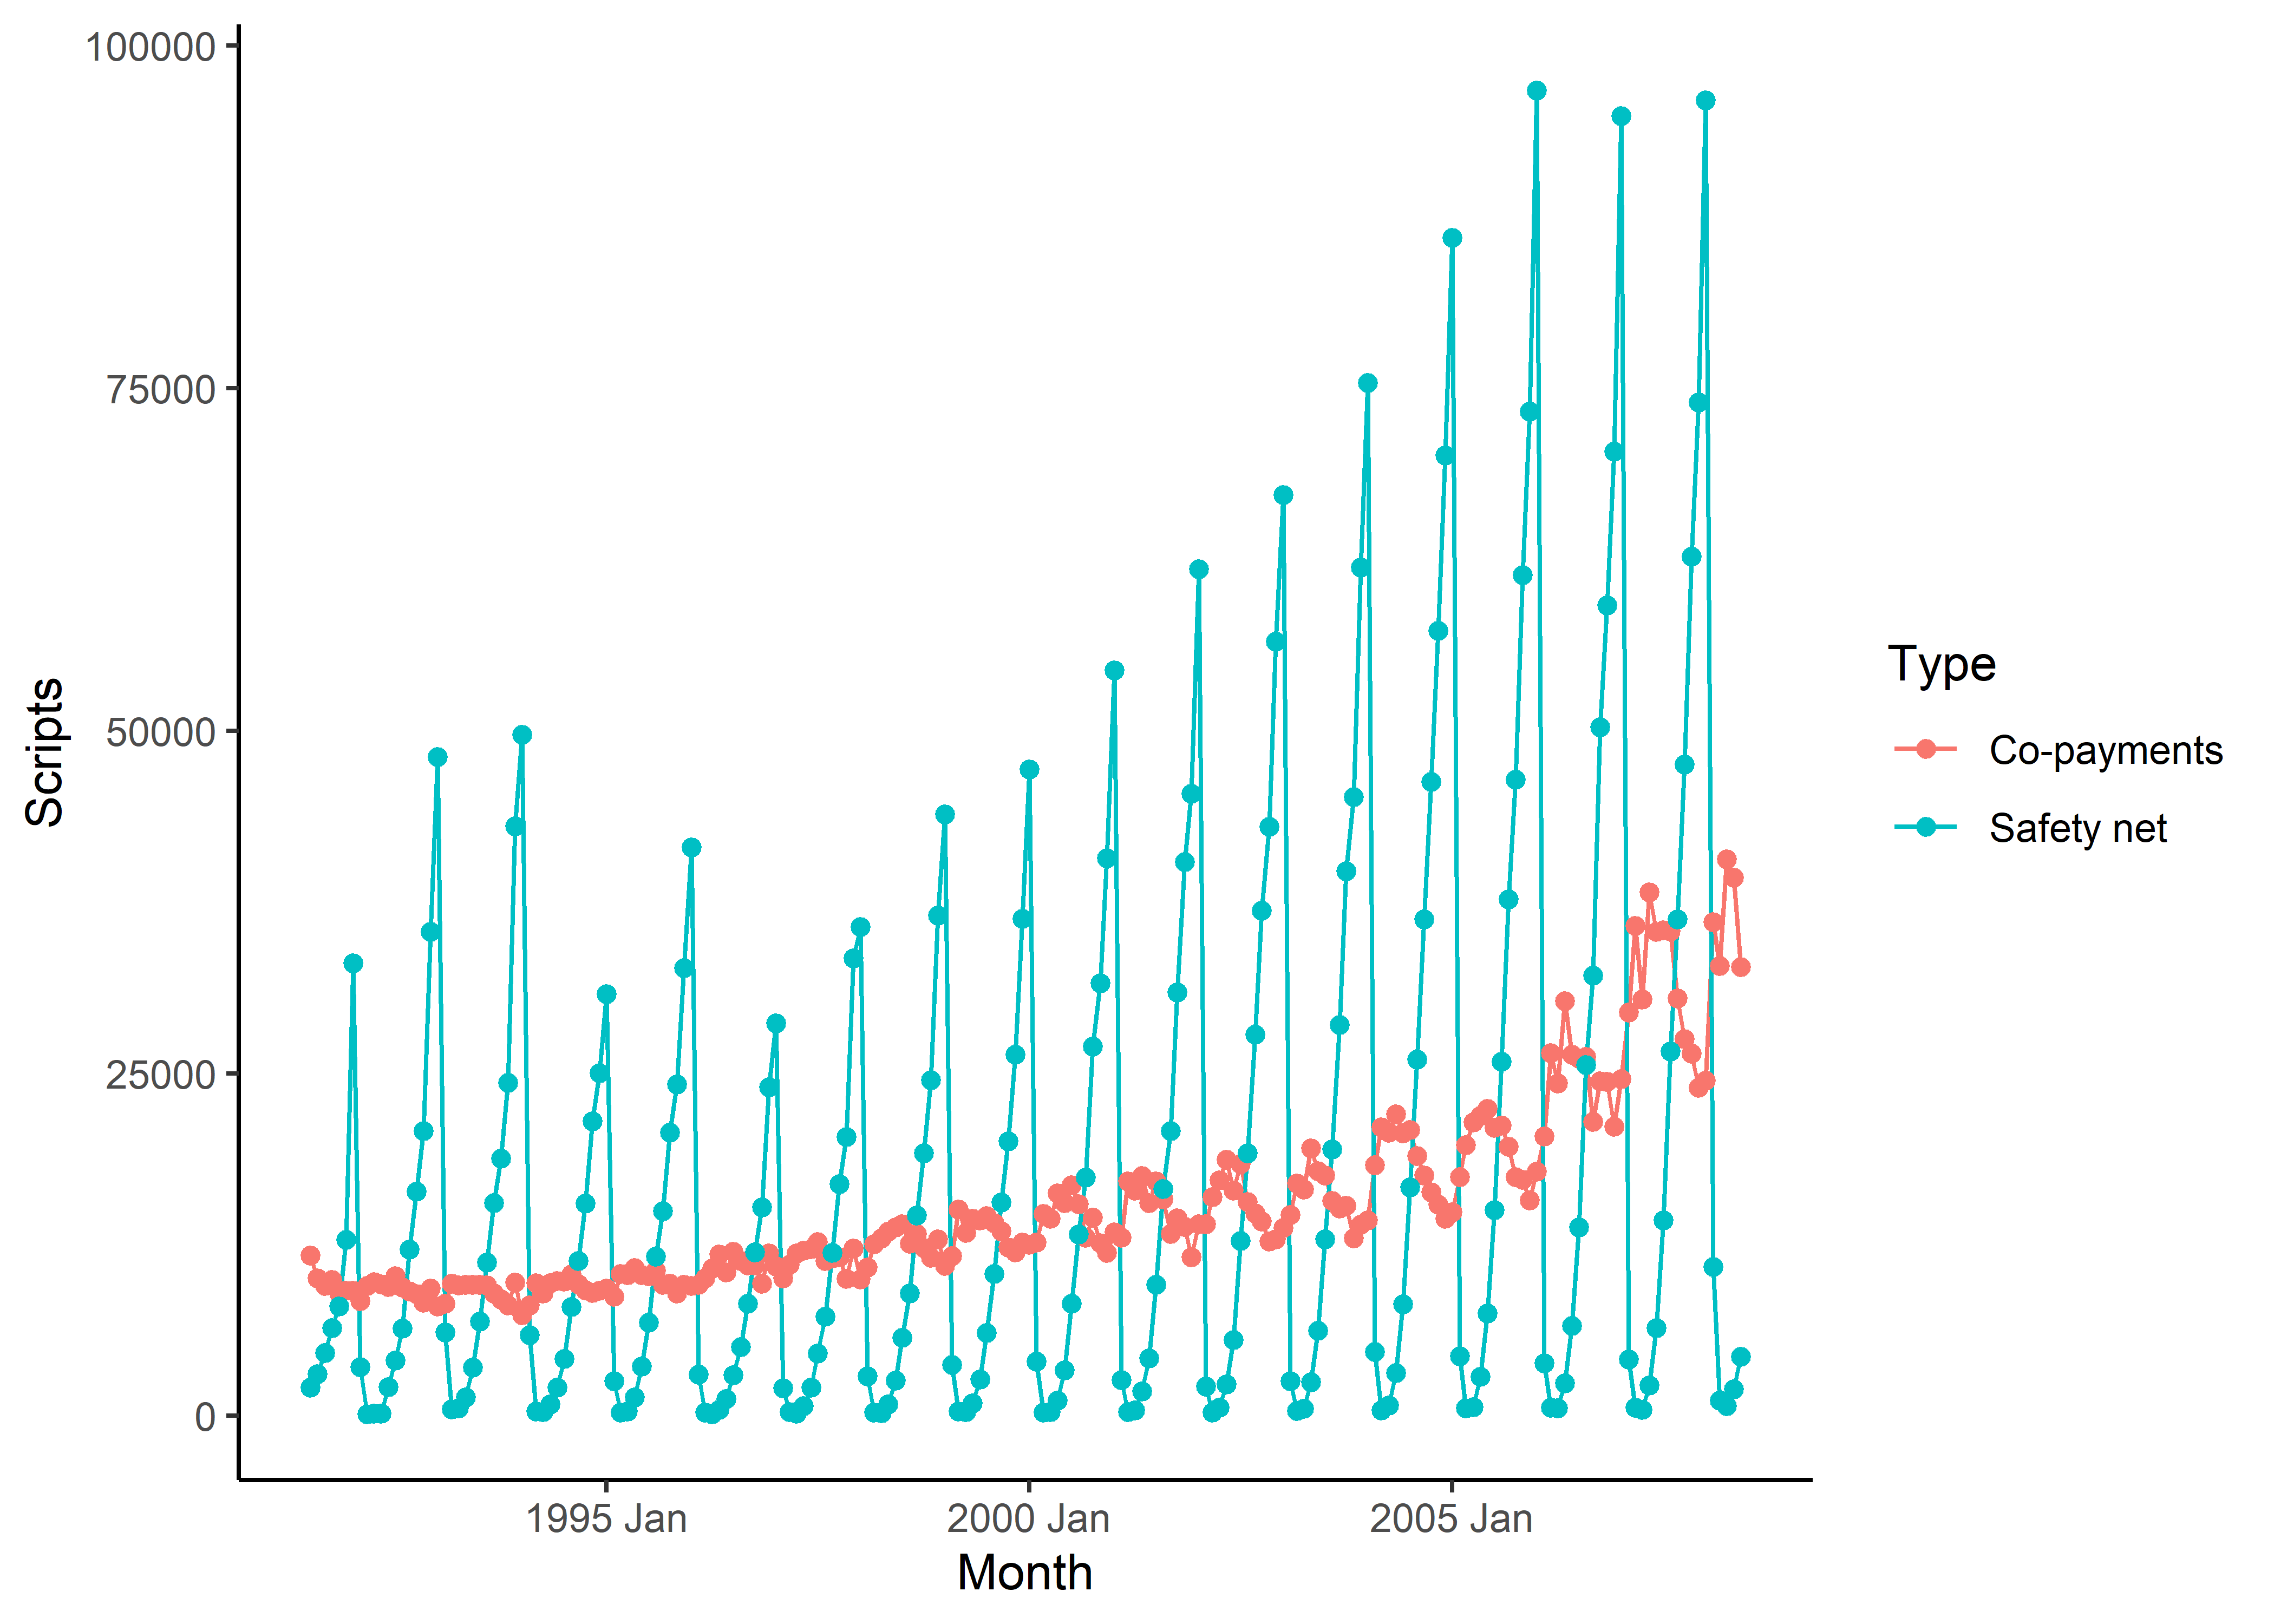 100000
75000
50000
25000
0
Scripts
1995 Jan
2000 Jan
2005 Jan
Month
Type
Co-payments
Safety net